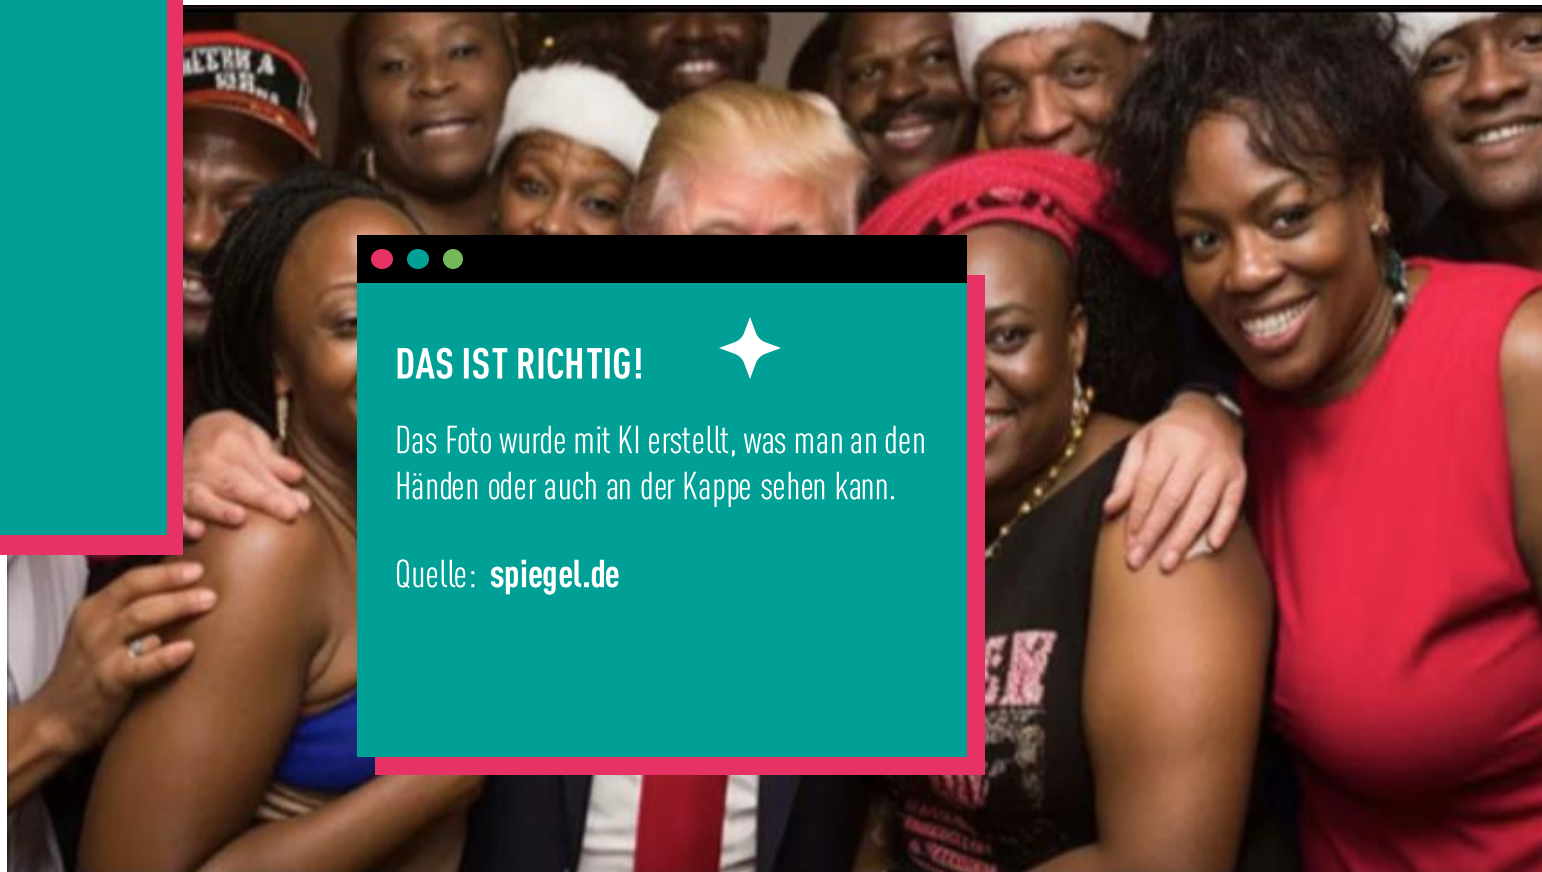 DAS IST RICHTIG!
Das Foto wurde mit KI erstellt, was man an den
Händen oder auch an der Kappe sehen kann.
Quelle: spiegel.de